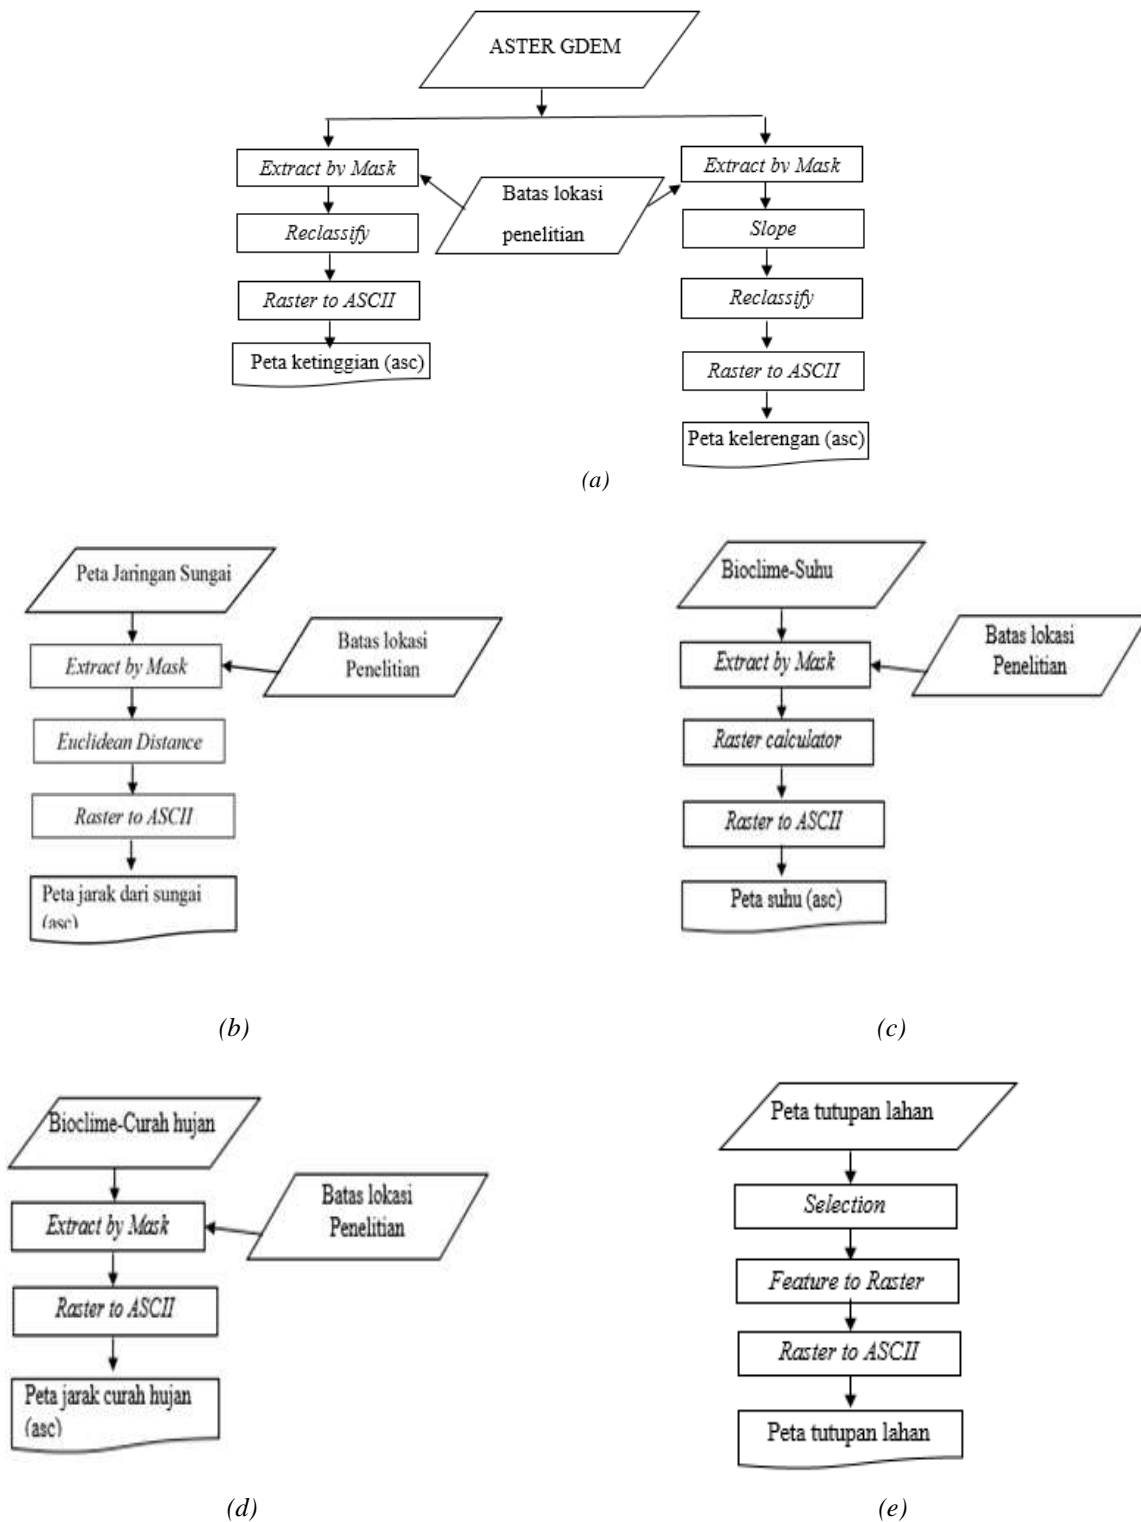 ASTER GDEM
Extract by Mask
Extract by Mask
Batas lokasi
penelitian
Reclassify
Slope
Raster to ASCII
Reclassify
Peta ketinggian (asc)
Raster to ASCII
Peta kelerengan (asc)
(a)
Peta Jaringan Sungai
Batas lokasi
Penelitian
Extract by Mask
Euclidean Distance
Raster to ASCII
Peta jarak dari sungai
(asc)
(b)
Bioclime-Suhu
Batas lokasi
Penelitian
Extract by Mask
Raster calculator
Raster to ASCII
Peta suhu (asc)
(c)
Bioclime-Curah hujan
Batas lokasi
Penelitian
Extract by Mask
Raster to ASCII
Peta jarak curah hujan
(asc)
(d)
Peta tutupan lahan
Selection
Feature to Raster
Raster to ASCII
Peta tutupan lahan
(e)